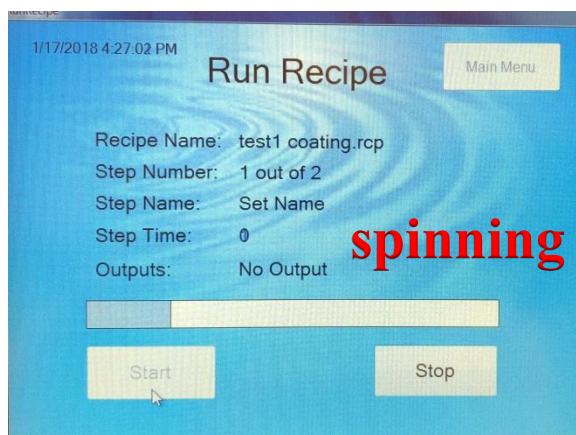 RunRecipe
1/17/2018 4:27:02 PM
Run Recipe
Main Menu
Recipe Name: test1 coating.rcp
Step Number: 1 out of 2
Step Name: Set Name
Step Time:
spinning
Outputs: No Output
Start
Stop